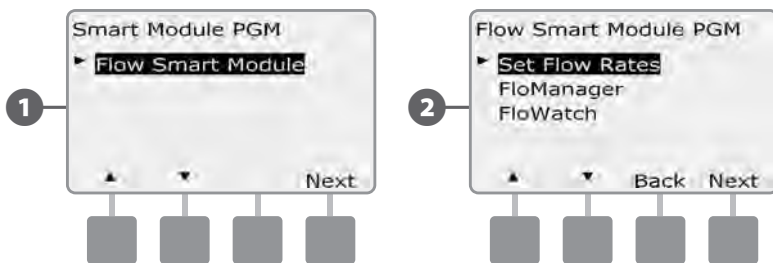 Smart Module PGM
Flow Smart Module
Next
1
Flow Smart Module PGM
Set Flow Rates
FloManager
FloWatch
Back Next
2